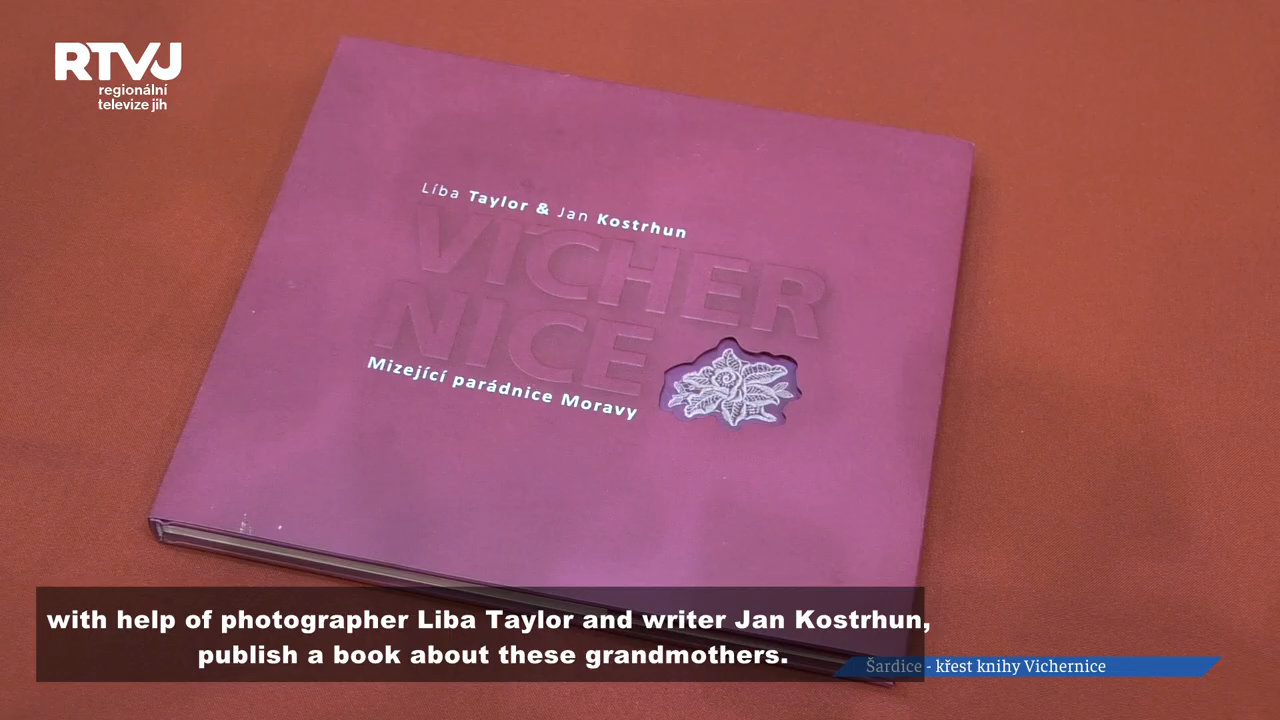 RTVJ
regionální
televize jih
Líba Taylor & Jan Kostrhun
VICHER
NICE
Mizející parádnice Moravy
with help of photographer Liba Taylor and writer Jan Kostrhun,
publish a book about these grandmothers.
Šardice - křest knihy Vichernice